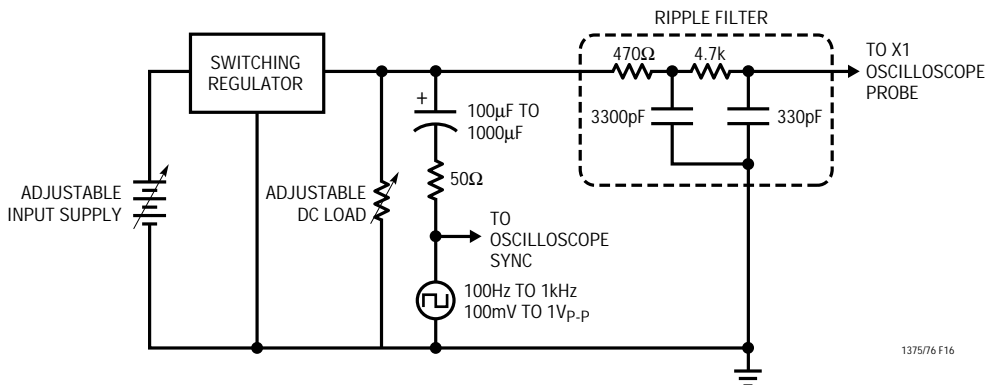 RIPPLE FILTER
SWITCHING
REGULATOR
470Ω
4.7k
TO X1
OSCILLOSCOPE
PROBE
+
100µF TO
1000µF
3300pF
330pF
ADJUSTABLE
INPUT SUPPLY
ADJUSTABLE
DC LOAD
50Ω
TO
OSCILLOSCOPE
SYNC
100Hz TO 1kHz
100mV TO 1VP-P
1375/76 F16